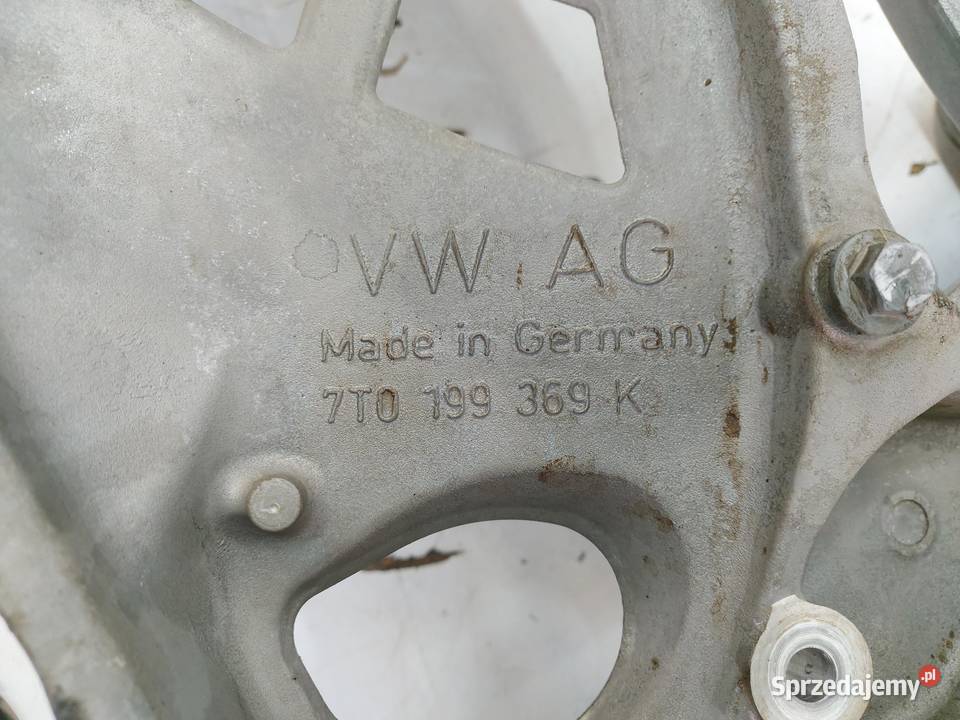 VW AG
Made in Germany
7T0 199 369 K
Sprzedajemy.pl